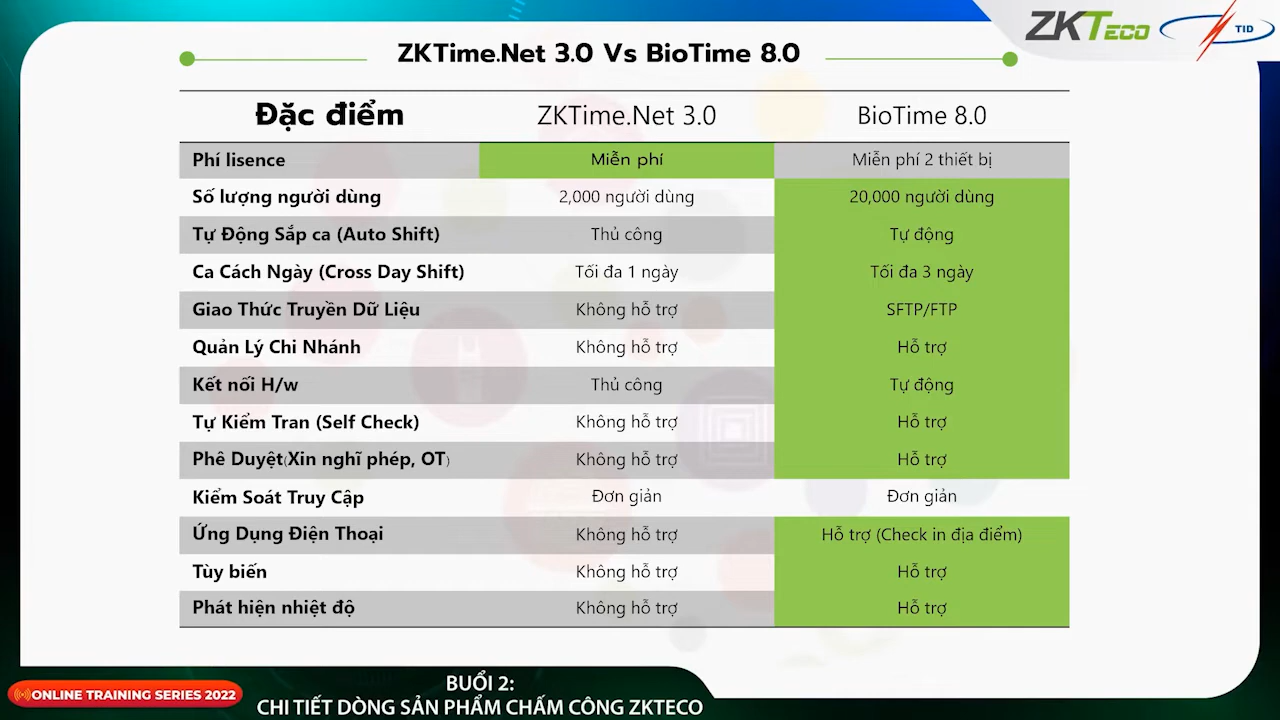 ZKTeco TID
ZKTime.Net 3.0 Vs BioTime 8.0
Đặc điểm ZKTime.Net 3.0 BioTime 8.0
Phí lisence Miễn phí Miễn phí 2 thiết bị
Số lượng người dùng 2,000 người dùng 20,000 người dùng
Tự Động Sắp ca (Auto Shift) Thủ công Tự động
Ca Cách Ngày (Cross Day Shift) Tối đa 1 ngày Tối đa 3 ngày
Giao Thức Truyền Dữ Liệu Không hỗ trợ SFTP/FTP
Quản Lý Chi Nhánh Không hỗ trợ Hỗ trợ
Kết nối H/w Thủ công Tự động
Tự Kiểm Tran (Self Check) Không hỗ trợ Hỗ trợ
Phê Duyệt(Xin nghĩ phép, OT) Không hỗ trợ Hỗ trợ
Kiểm Soát Truy Cập Đơn giản Đơn giản
Ứng Dụng Điện Thoại Không hỗ trợ Hỗ trợ (Check in địa điểm)
Tùy biến Không hỗ trợ Hỗ trợ
Phát hiện nhiệt độ Không hỗ trợ Hỗ trợ
ONLINE TRAINING SERIES 2022
BUỔI 2:
CHI TIẾT DÒNG SẢN PHẨM CHẤM CÔNG ZKTECO